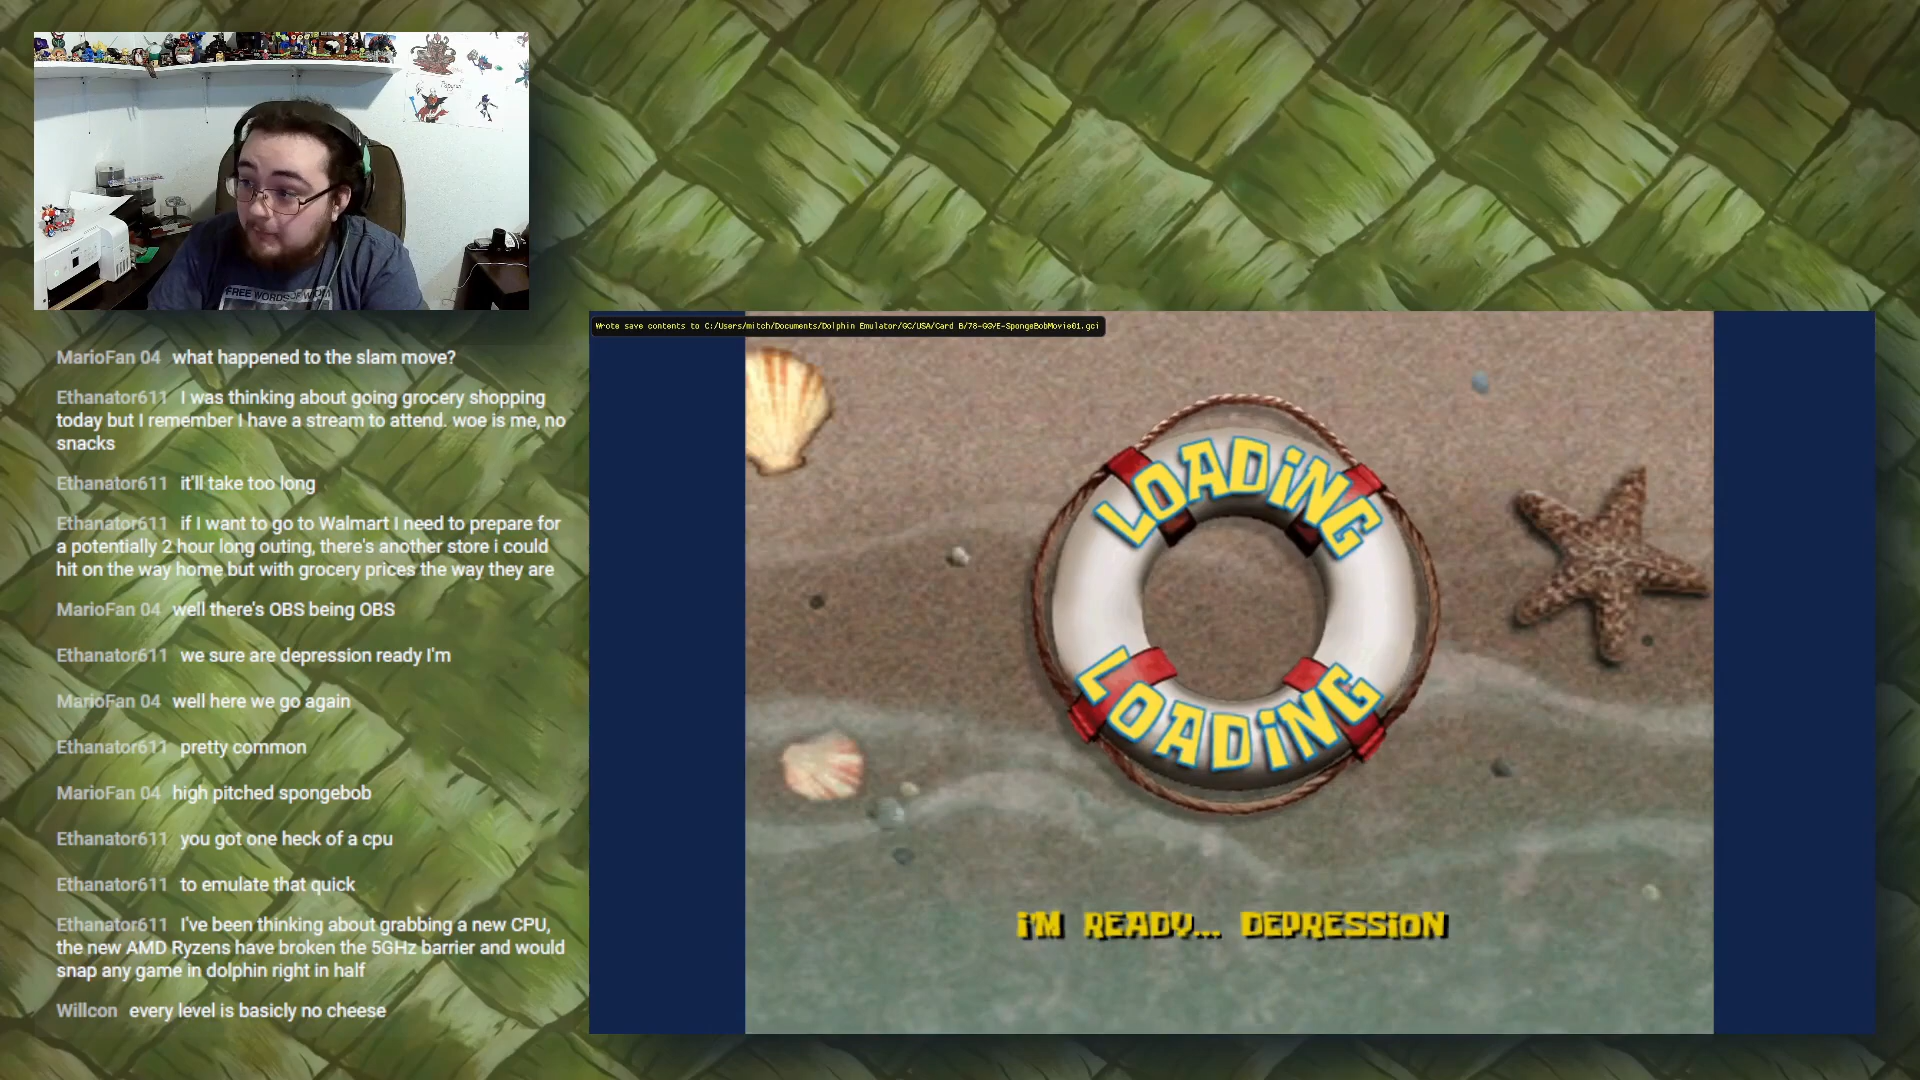 FREE WORDS OF WIPM
MarioFan 04 what happened to the slam move?
Ethanator611 I was thinking about going grocery shopping
today but I remember I have a stream to attend. woe is me, no
snacks
Ethanator611 it'll take too long
Ethanator611 if I want to go to Walmart I need to prepare for
a potentially 2 hour long outing, there's another store i could
hit on the way home but with grocery prices the way they are
MarioFan 04 well there's OBS being OBS
Ethanator611 we sure are depression ready I'm
MarioFan 04 well here we go again
Ethanator611 pretty common
MarioFan 04 high pitched spongebob
Ethanator611 you got one heck of a cpu
Ethanator611 to emulate that quick
Ethanator611 I've been thinking about grabbing a new CPU,
the new AMD Ryzens have broken the 5GHz barrier and would
snap any game in dolphin right in half
Willcon every level is basicly no cheese
Wrote save contents to C:/Users/mitch/Documents/Dolphin Emulator/GC/USA/Card B/78-GGVE-SpongeBobMovie01.gci
LOADiNG
LOADiNG
i'M READY... DEPRESSiON